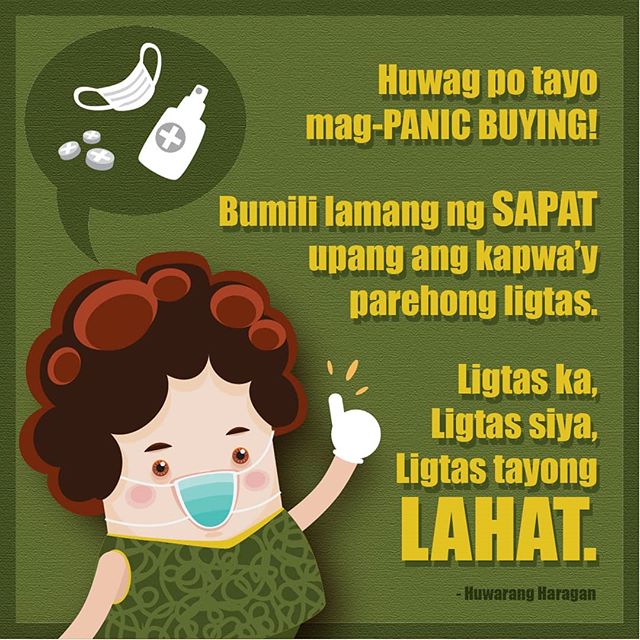 Huwag po tayo
mag-PANIC BUYING!
Bumili lamang ng SAPAT
upang ang kapwa'y
parehong ligtas.
Ligtas ka,
Ligtas siya,
Ligtas tayong
LAHAT.
- Huwarang Haragan